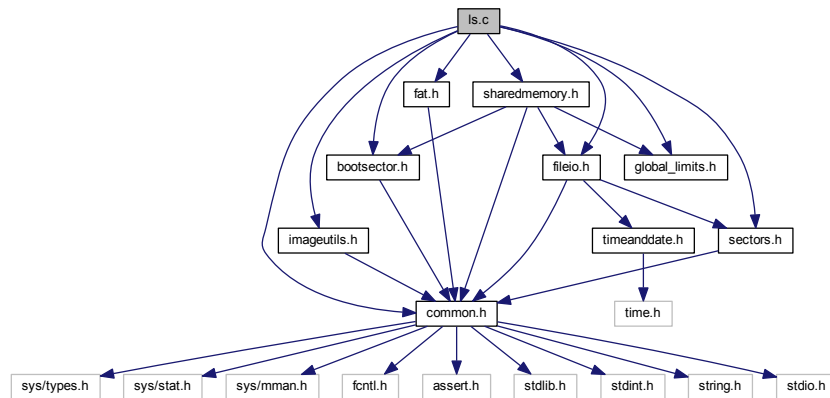 ls.c
fat.h
sharedmemory.h
bootsector.h
fileio.h
global_limits.h
imageutils.h
timeanddate.h
sectors.h
common.h
time.h
sys/types.h
sys/stat.h
sys/mman.h
fcntl.h
assert.h
stdlib.h
stdint.h
string.h
stdio.h